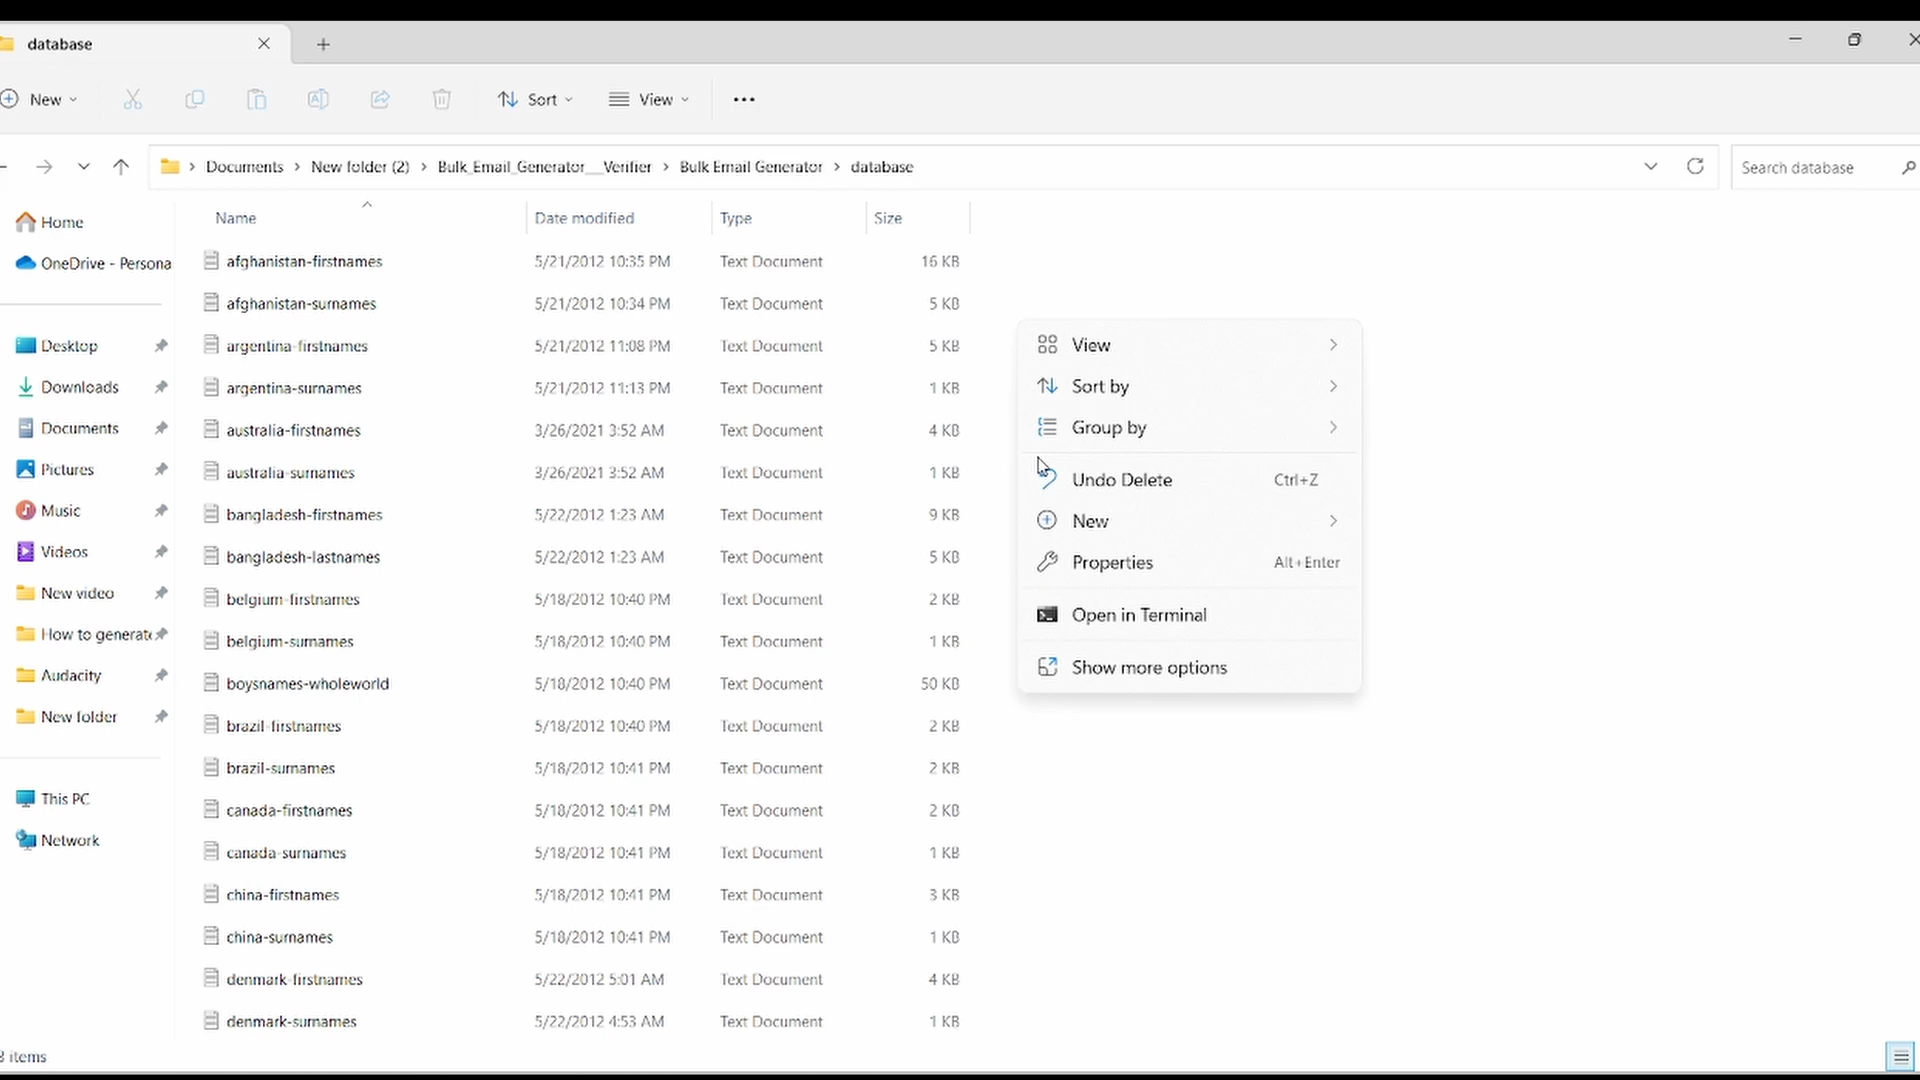 database
New
Sort
View
Documents > New folder (2) > Bulk_Email_Generator__Verifier > Bulk Email Generator > database
Search database
Home
OneDrive - Persona
Desktop
Downloads
Documents
Pictures
Music
Videos
New video
How to generate
Audacity
New folder
This PC
Network
Name Date modified Type Size
afghanistan-firstnames 5/21/2012 10:35 PM Text Document 16 KB
afghanistan-surnames 5/21/2012 10:34 PM Text Document 5 KB
argentina-firstnames 5/21/2012 11:08 PM Text Document 5 KB
argentina-surnames 5/21/2012 11:13 PM Text Document 1 KB
australia-firstnames 3/26/2021 3:52 AM Text Document 4 KB
australia-surnames 3/26/2021 3:52 AM Text Document 1 KB
bangladesh-firstnames 5/22/2012 1:23 AM Text Document 9 KB
bangladesh-lastnames 5/22/2012 1:23 AM Text Document 5 KB
belgium-firstnames 5/18/2012 10:40 PM Text Document 2 KB
belgium-surnames 5/18/2012 10:40 PM Text Document 1 KB
boysnames-wholeworld 5/18/2012 10:40 PM Text Document 50 KB
brazil-firstnames 5/18/2012 10:40 PM Text Document 2 KB
brazil-surnames 5/18/2012 10:41 PM Text Document 2 KB
canada-firstnames 5/18/2012 10:41 PM Text Document 2 KB
canada-surnames 5/18/2012 10:41 PM Text Document 1 KB
china-firstnames 5/18/2012 10:41 PM Text Document 3 KB
china-surnames 5/18/2012 10:41 PM Text Document 1 KB
denmark-firstnames 5/22/2012 5:01 AM Text Document 4 KB
denmark-surnames 5/22/2012 4:53 AM Text Document 1 KB
View
Sort by
Group by
Undo Delete Ctrl+Z
New
Properties Alt+Enter
Open in Terminal
Show more options
items